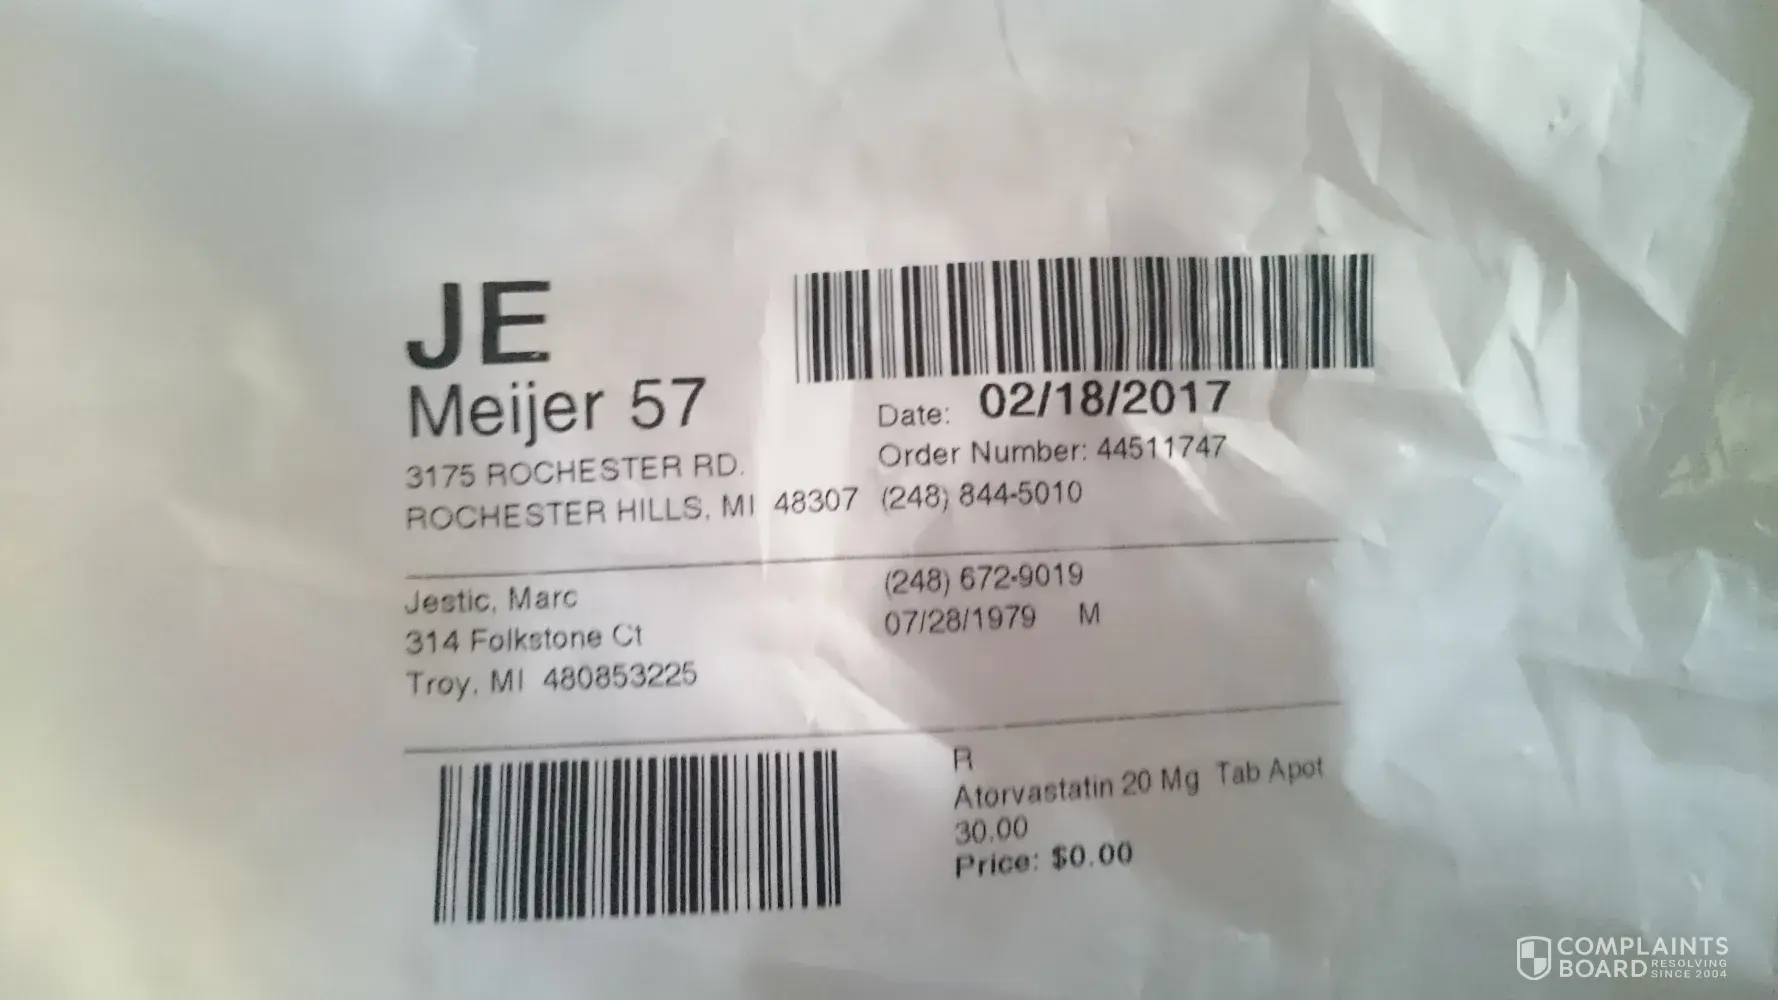 JE
Meijer 57
3175 ROCHESTER RD.
ROCHESTER HILLS, MI 48307
Date: 02/18/2017
Order Number: 44511747
(248) 844-5010
Jestic, Marc
314 Folkstone Ct
Troy, MI 480853225
(248) 672-9019
07/28/1979 M
R
Atorvastatin 20 Mg Tab Apot
30.00
Price: $0.00
COMPLAINTS
BOARD RESOLVING
SINCE 2004